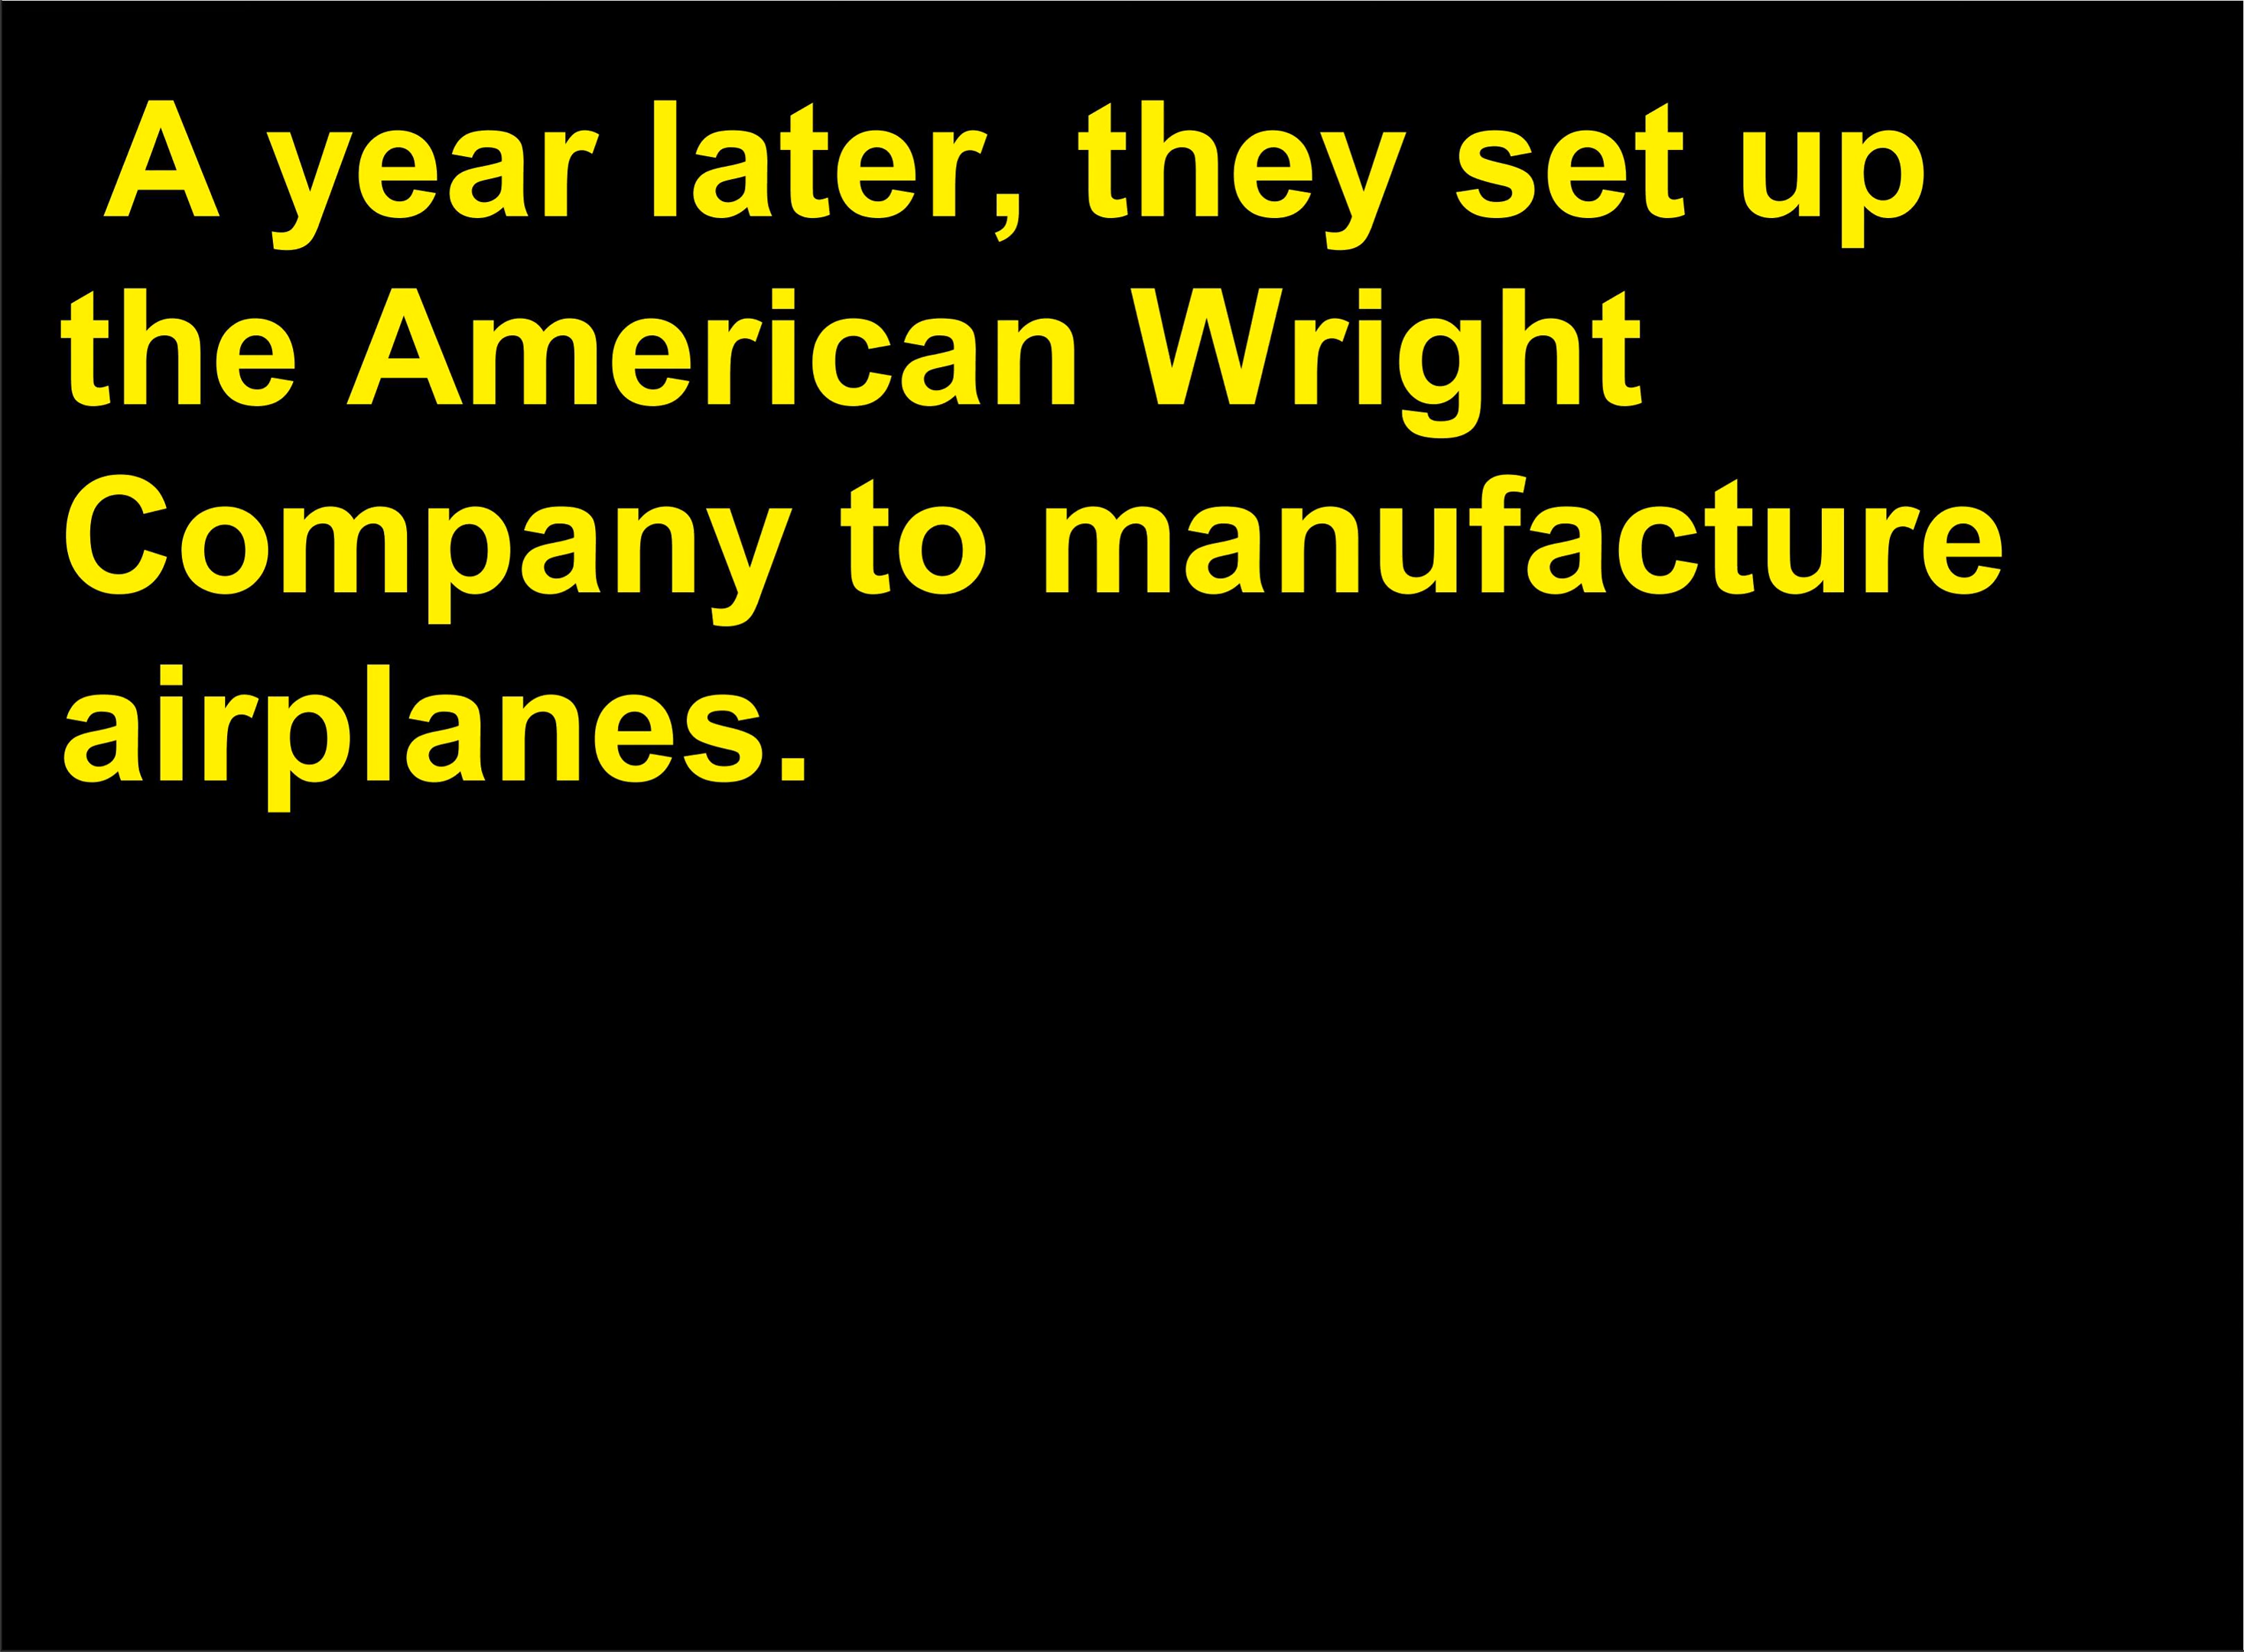 A year later, they set up
the American Wright
Company to manufacture
airplanes.